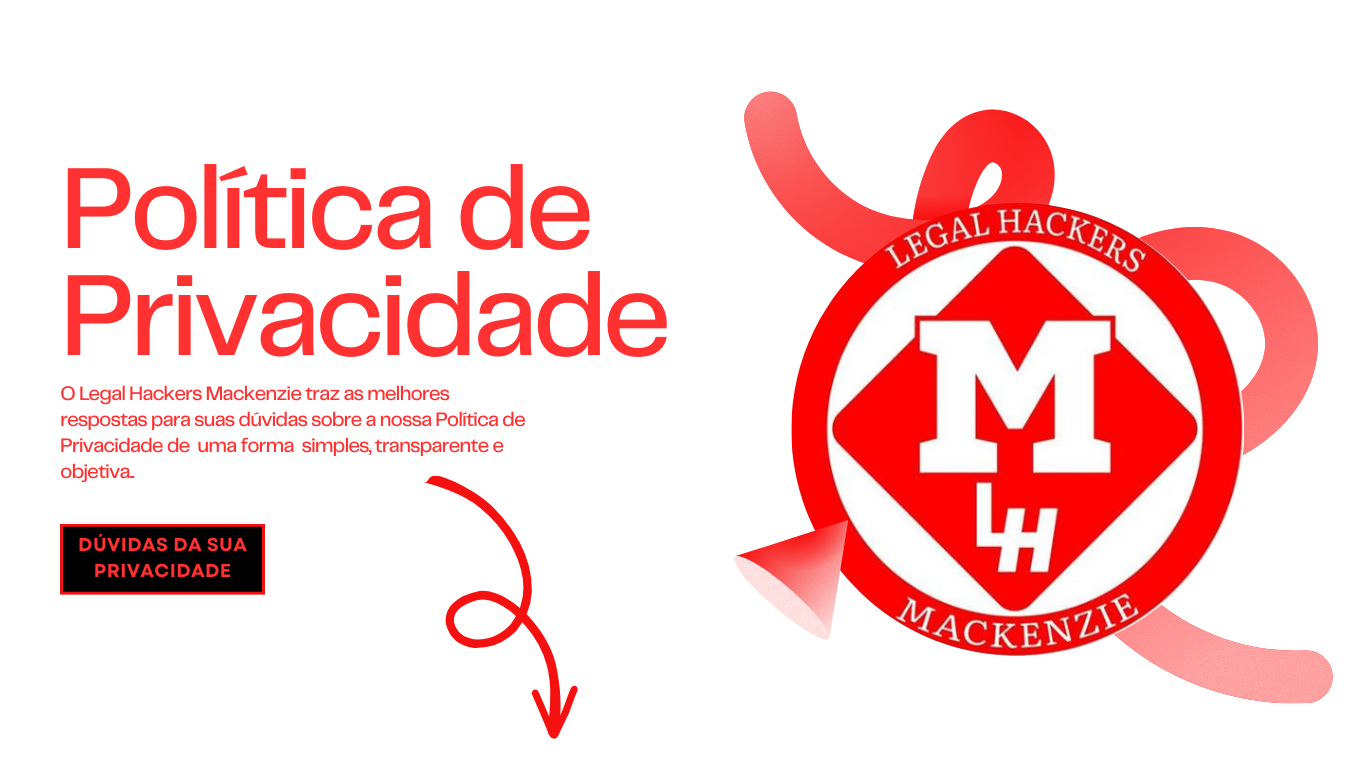 Política de
Privacidade
O Legal Hackers Mackenzie traz as melhores
respostas para suas dúvidas sobre a nossa Política de
Privacidade de uma forma simples, transparente e
objetiva.
DÚVIDAS DA SUA
PRIVACIDADE
LEGAL HACKERS
M
LH
MACKENZIE